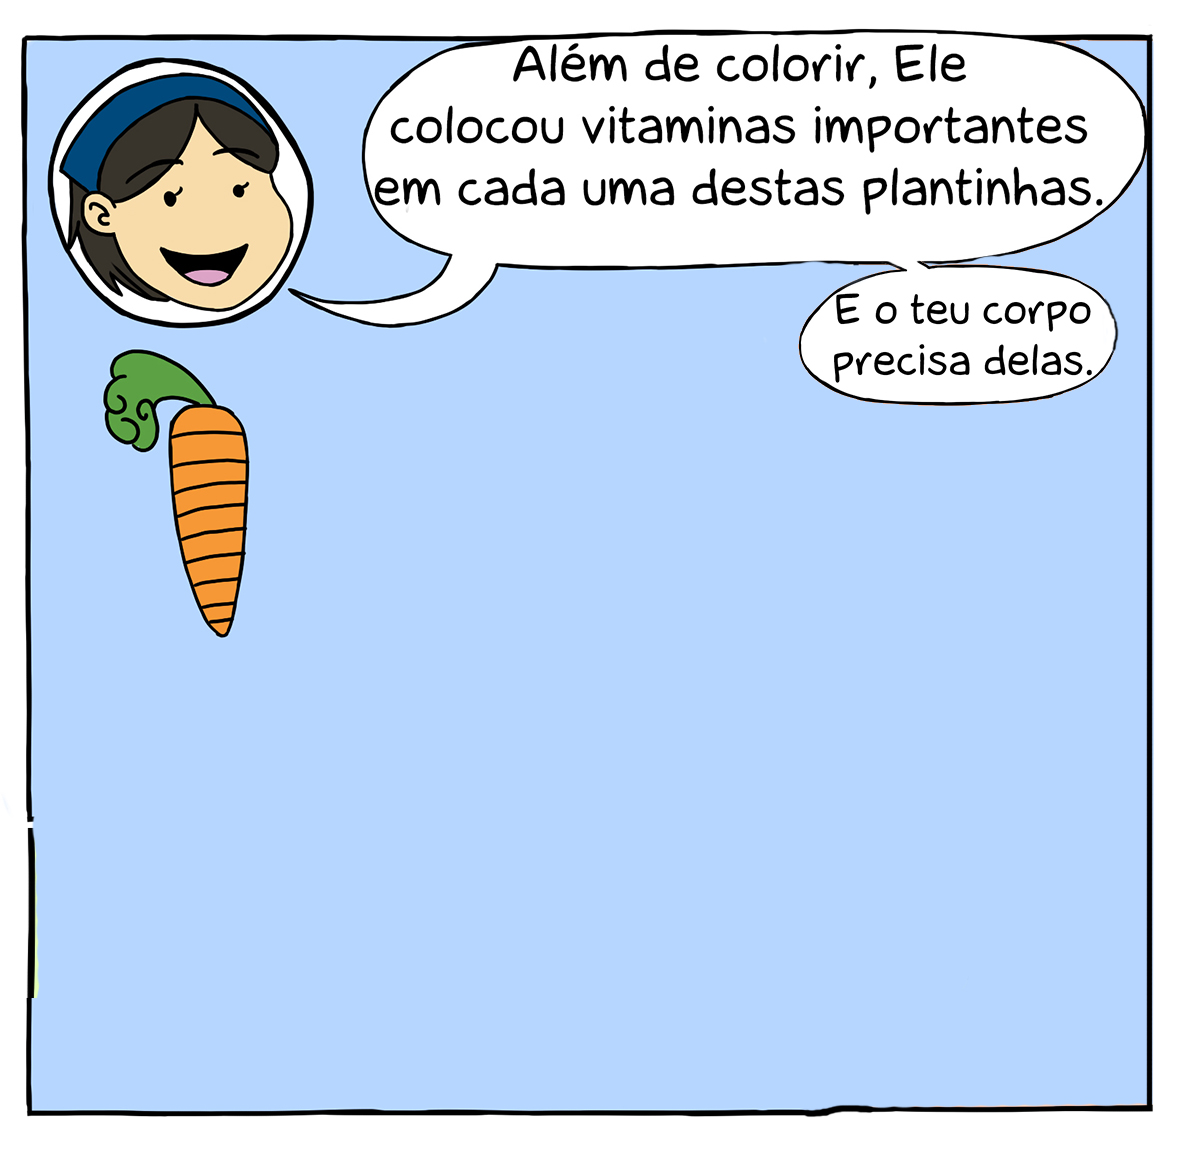 Além de colorir, Ele
colocou vitaminas importantes
em cada uma destas plantinhas.
E o teu corpo
precisa delas.